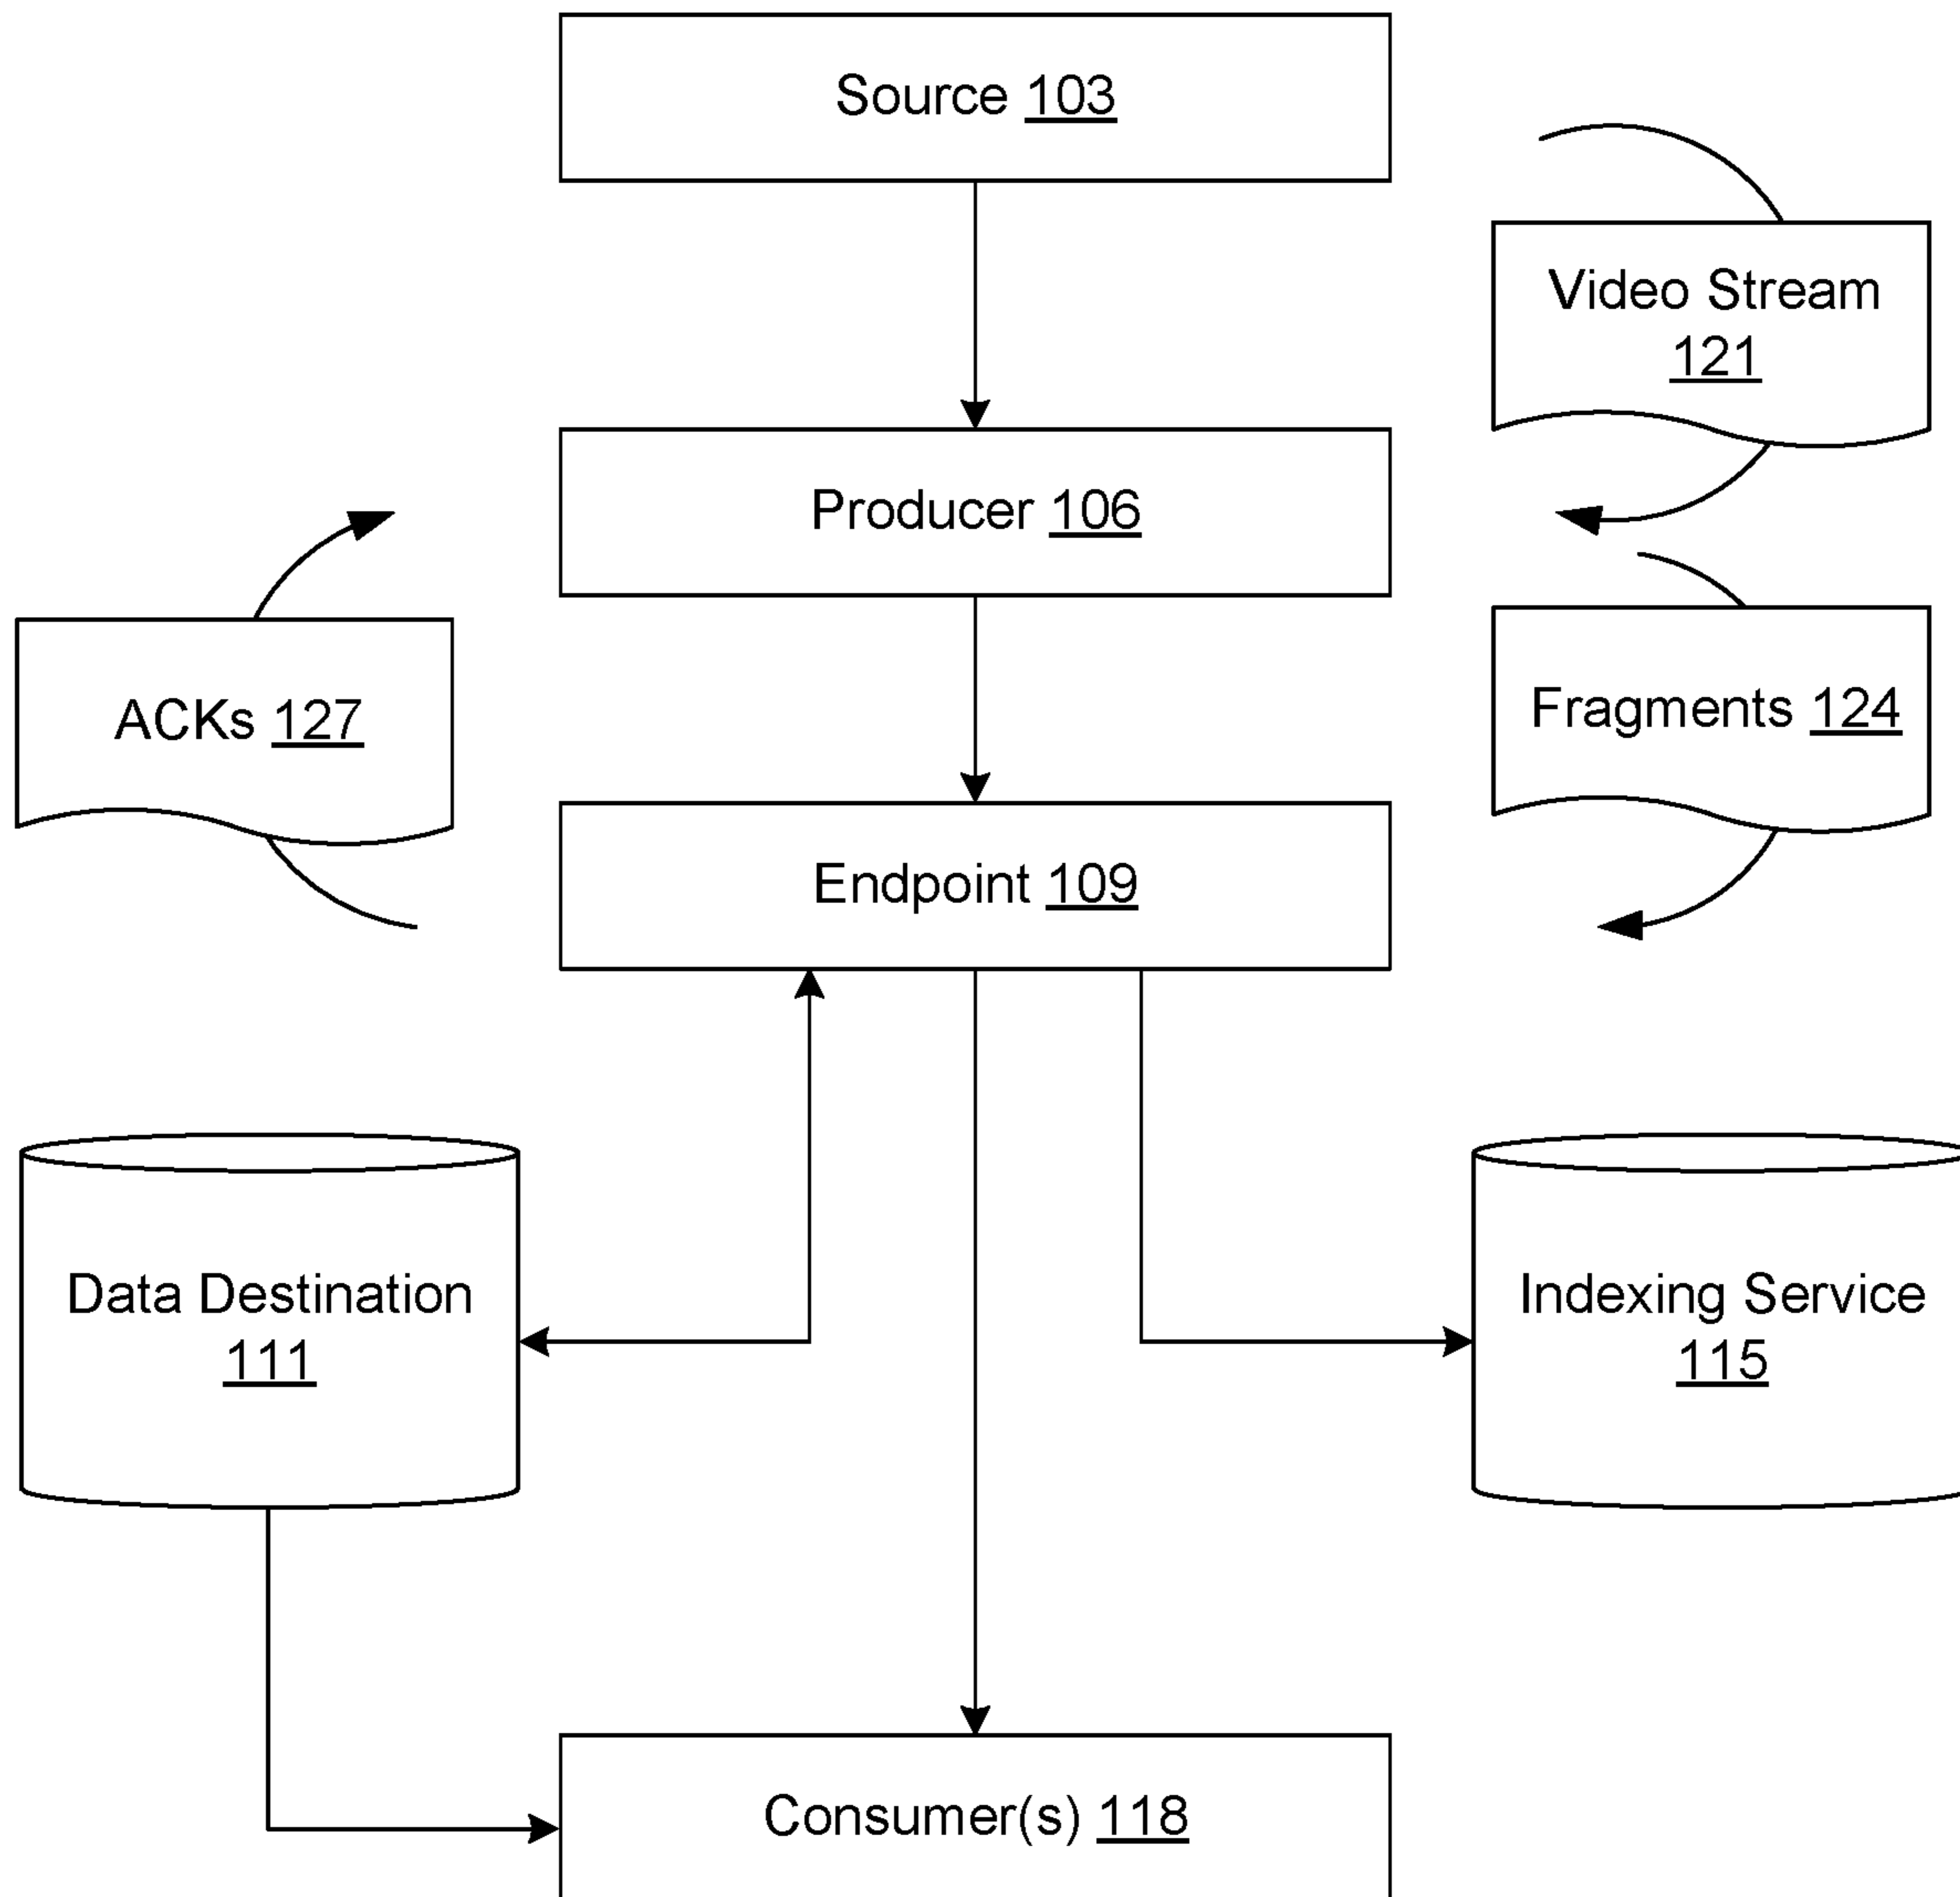 Source 103
Video Stream
121
Producer 106
ACKs 127
Fragments 124
Endpoint 109
Data Destination
111
Indexing Service
115
Consumer(s) 118